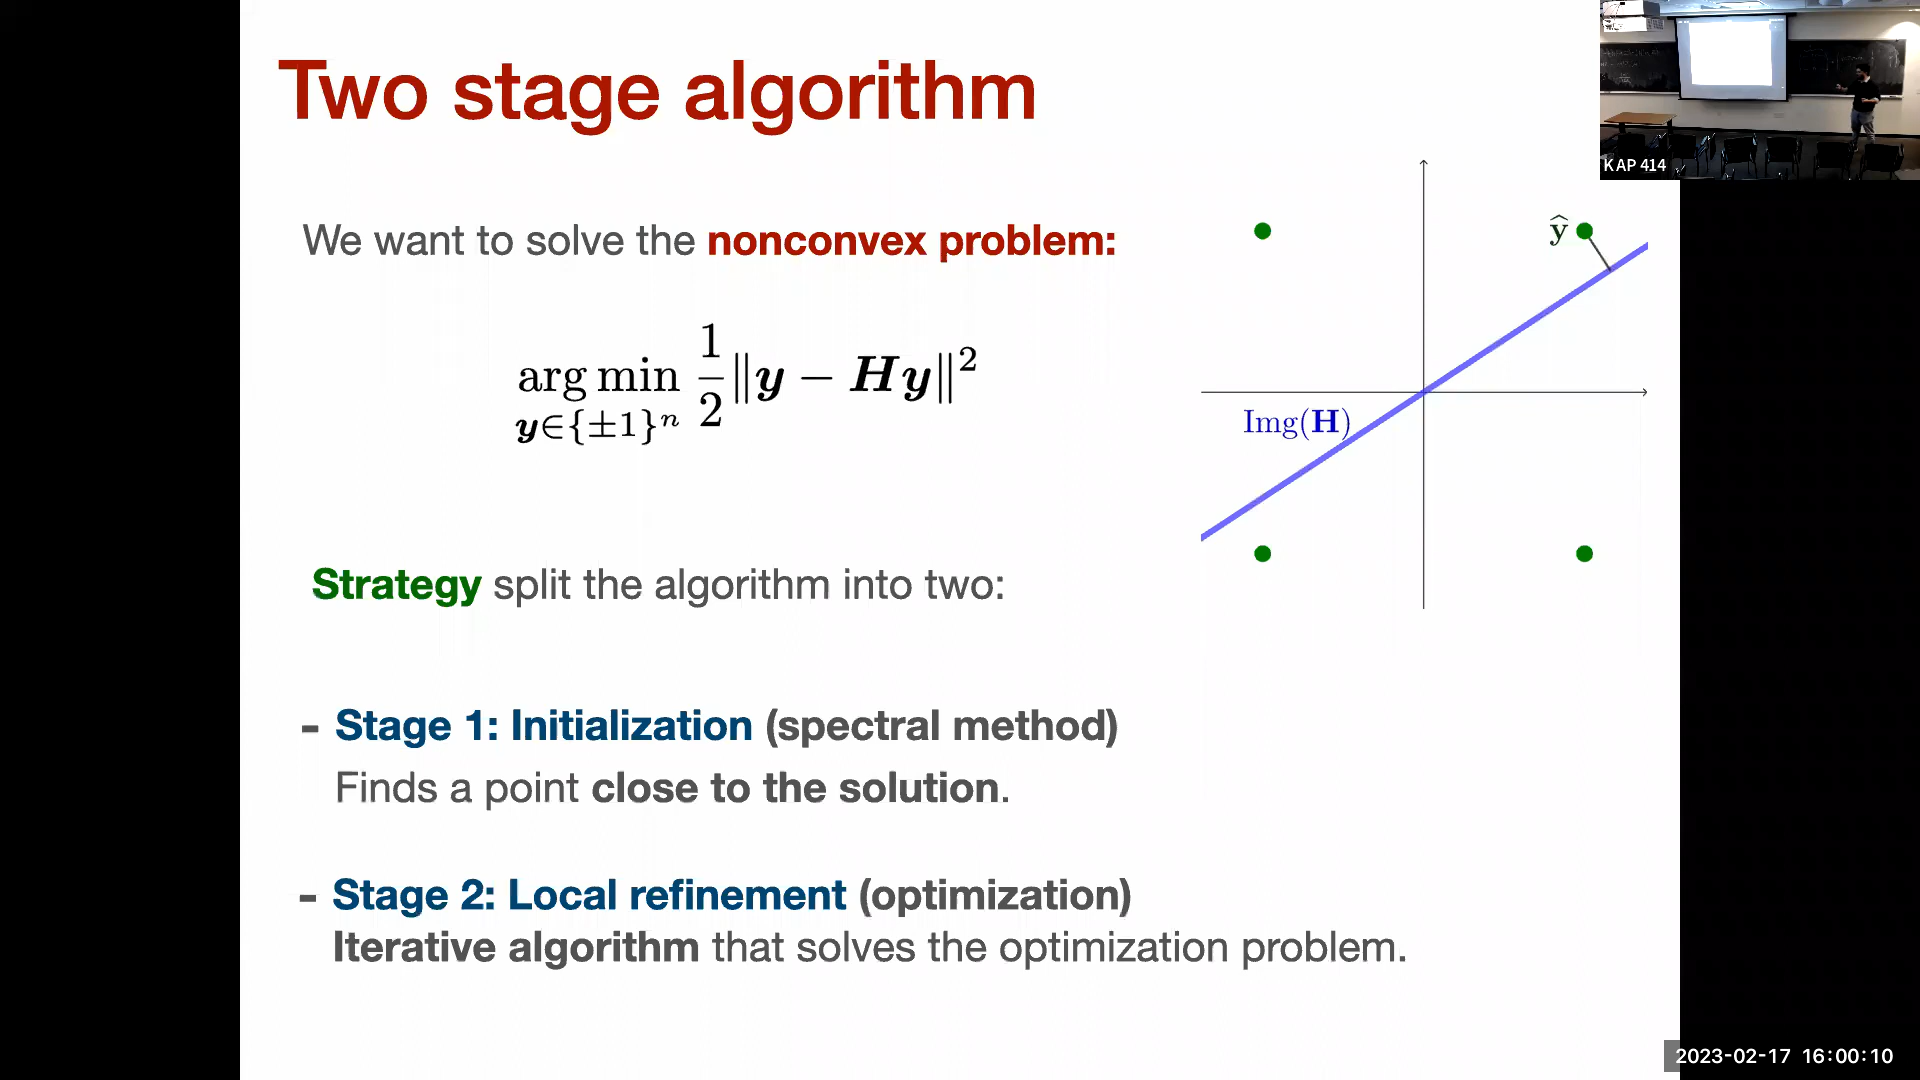 Two stage algorithm
KAP 414
We want to solve the nonconvex problem:
ŷ
arg min 1/2 ‖y − Hy‖²
y∈{±1}ⁿ
Img(H)
Strategy split the algorithm into two:
- Stage 1: Initialization (spectral method)
Finds a point close to the solution.
- Stage 2: Local refinement (optimization)
Iterative algorithm that solves the optimization problem.
2023-02-17 16:00:10